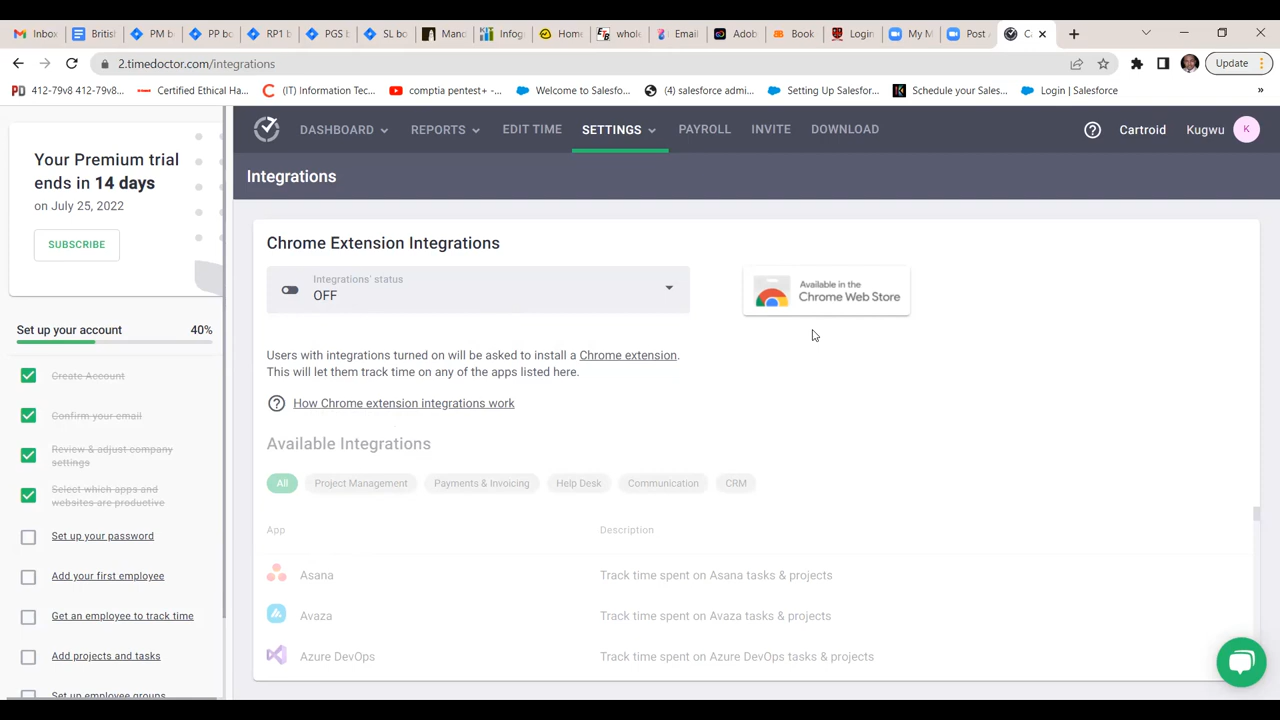 Inbox
British
PM b
PP bo
RP1 b
PGS b
SL bo
Mano
Infog
Home
whole
Email
Adob
Book
Login
My M
Post
Ca
2.timedoctor.com/integrations
Update
412-79v8 412-79v8...
Certified Ethical Ha...
(IT) Information Tec...
comptia pentest+ -...
Welcome to Salesfo...
(4) salesforce admi...
Setting Up Salesfor...
Schedule your Sales...
Login | Salesforce
»
Your Premium trial
ends in 14 days
on July 25, 2022
SUBSCRIBE
Set up your account
40%
Create Account
Confirm your email
Review & adjust company
settings
Select which apps and
websites are productive
Set up your password
Add your first employee
Get an employee to track time
Add projects and tasks
Set up employee groups
DASHBOARD
REPORTS
EDIT TIME
SETTINGS
PAYROLL
INVITE
DOWNLOAD
Cartroid
Kugwu
K
Integrations
Chrome Extension Integrations
Integrations` status
OFF
Available in the
Chrome Web Store
Users with integrations turned on will be asked to install a Chrome extension.
This will let them track time on any of the apps listed here.
How Chrome extension integrations work
Available Integrations
All
Project Management
Payments & Invoicing
Help Desk
Communication
CRM
App
Description
Asana
Track time spent on Asana tasks & projects
Avaza
Track time spent on Avaza tasks & projects
Azure DevOps
Track time spent on Azure DevOps tasks & projects